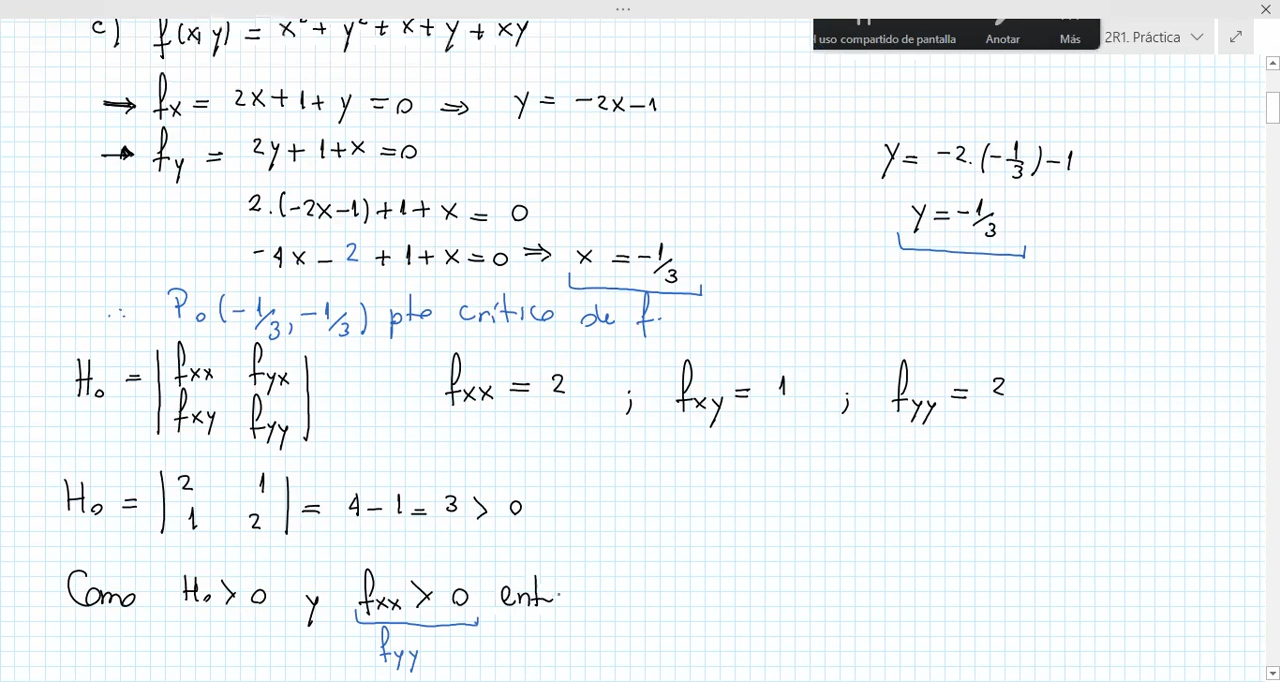 c) f(x,y) = x² + y² + x + y + xy
l uso compartido de pantalla Anotar Más 2R1. Práctica
⇒ fx = 2x+1+y = 0 ⇒ y = -2x-1
→ fy = 2y+1+x = 0
y = -2.(-1/3)-1
2.(-2x-1)+1+x = 0
y = -1/3
-4x - 2 + 1+x = 0 ⇒ x = -1/3
∴ P₀(-1/3, -1/3) pto crítico de f.
H₀ = | fxx fyx | fxx = 2 ; fxy = 1 ; fyy = 2
| fxy fyy |
H₀ = | 2 1 | = 4 - 1 = 3 > 0
| 1 2 |
Como H₀ > 0 y fxx > 0 ent.
fyy